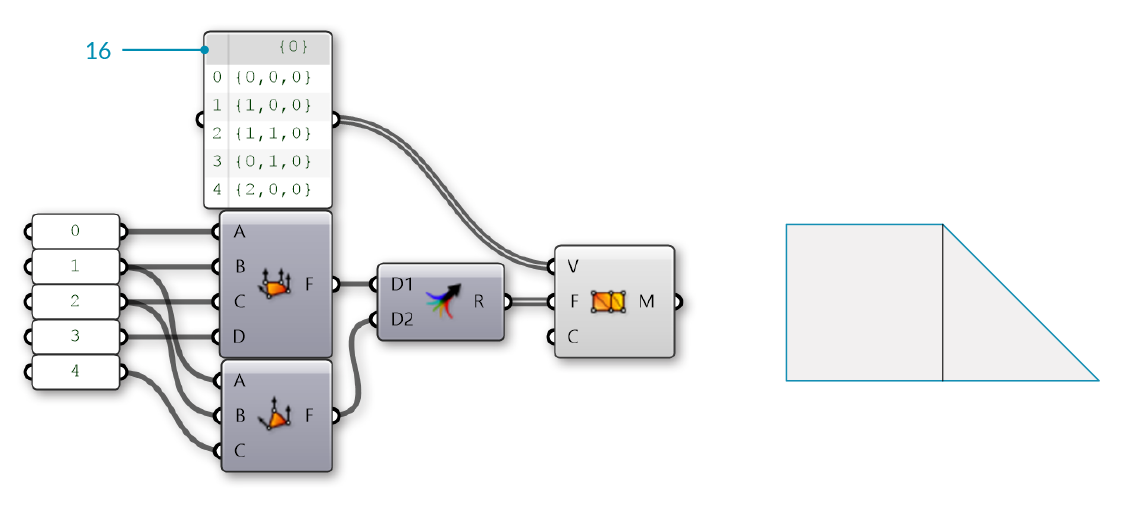 16
{0}
0 {0,0,0}
1 {1,0,0}
2 {1,1,0}
3 {0,1,0}
4 {2,0,0}
0
1
2
3
4
A
B
C
D
F
A
B
C
F
D1
D2
R
V
F
C
M